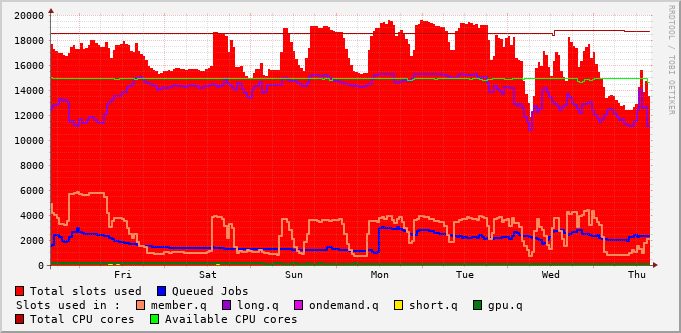 20000
18000
16000
14000
12000
10000
8000
6000
4000
2000
0
Fri Sat Sun Mon Tue Wed Thu
RRDTOOL / TOBI OETIKER
Total slots used Queued Jobs
Slots used in : member.q long.q ondemand.q short.q gpu.q
Total CPU cores Available CPU cores